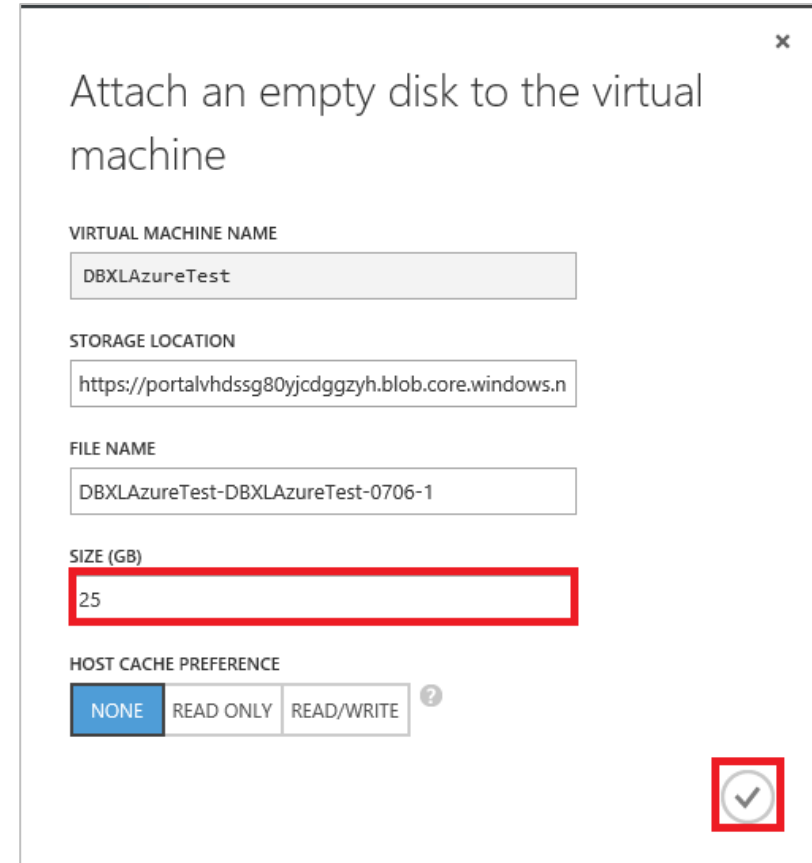 Attach an empty disk to the virtual
machine
VIRTUAL MACHINE NAME
DBXLAzureTest
STORAGE LOCATION
https://portalvhdssg80yjcdggzyh.blob.core.windows.n
FILE NAME
DBXLAzureTest-DBXLAzureTest-0706-1
SIZE (GB)
25
HOST CACHE PREFERENCE
NONE READ ONLY READ/WRITE ?